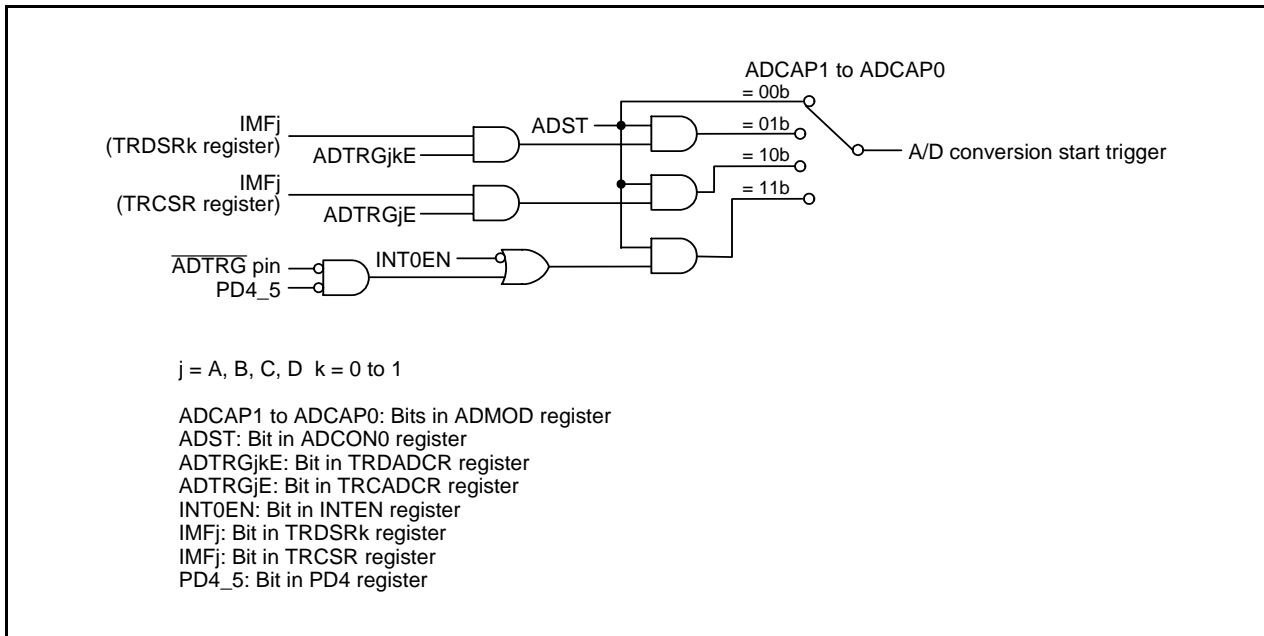 ADCAP1 to ADCAP0
= 00b
IMFj
(TRDSRk register)
ADTRGjkE
ADST
= 01b
A/D conversion start trigger
= 10b
IMFj
(TRCSR register)
ADTRGjE
= 11b
ADTRG pin
PD4_5
INT0EN
j = A, B, C, D k = 0 to 1
ADCAP1 to ADCAP0: Bits in ADMOD register
ADST: Bit in ADCON0 register
ADTRGjkE: Bit in TRDADCR register
ADTRGjE: Bit in TRCADCR register
INT0EN: Bit in INTEN register
IMFj: Bit in TRDSRk register
IMFj: Bit in TRCSR register
PD4_5: Bit in PD4 register